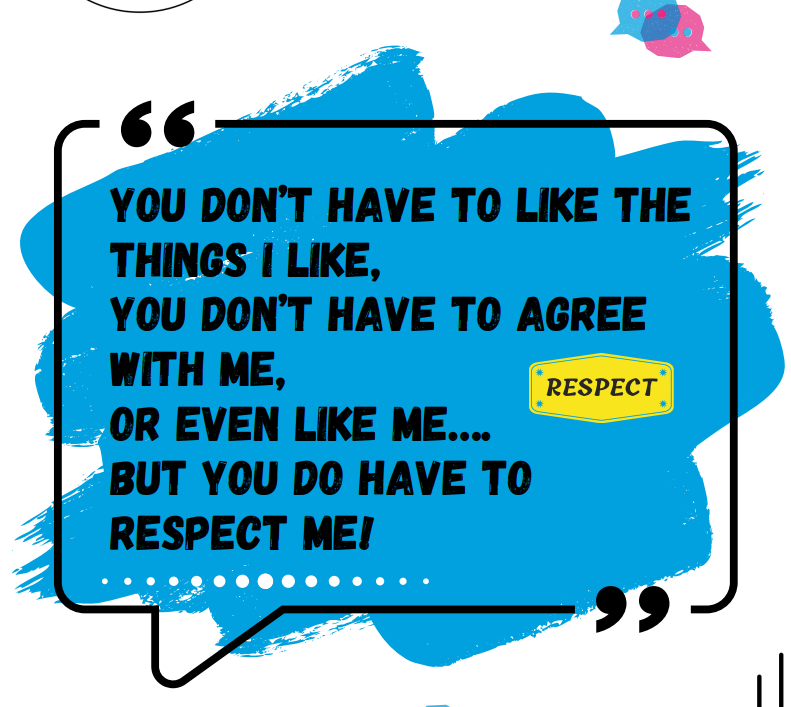 YOU DON'T HAVE TO LIKE THE
THINGS I LIKE,
YOU DON'T HAVE TO AGREE
WITH ME,
RESPECT
OR EVEN LIKE ME....
BUT YOU DO HAVE TO
RESPECT ME!